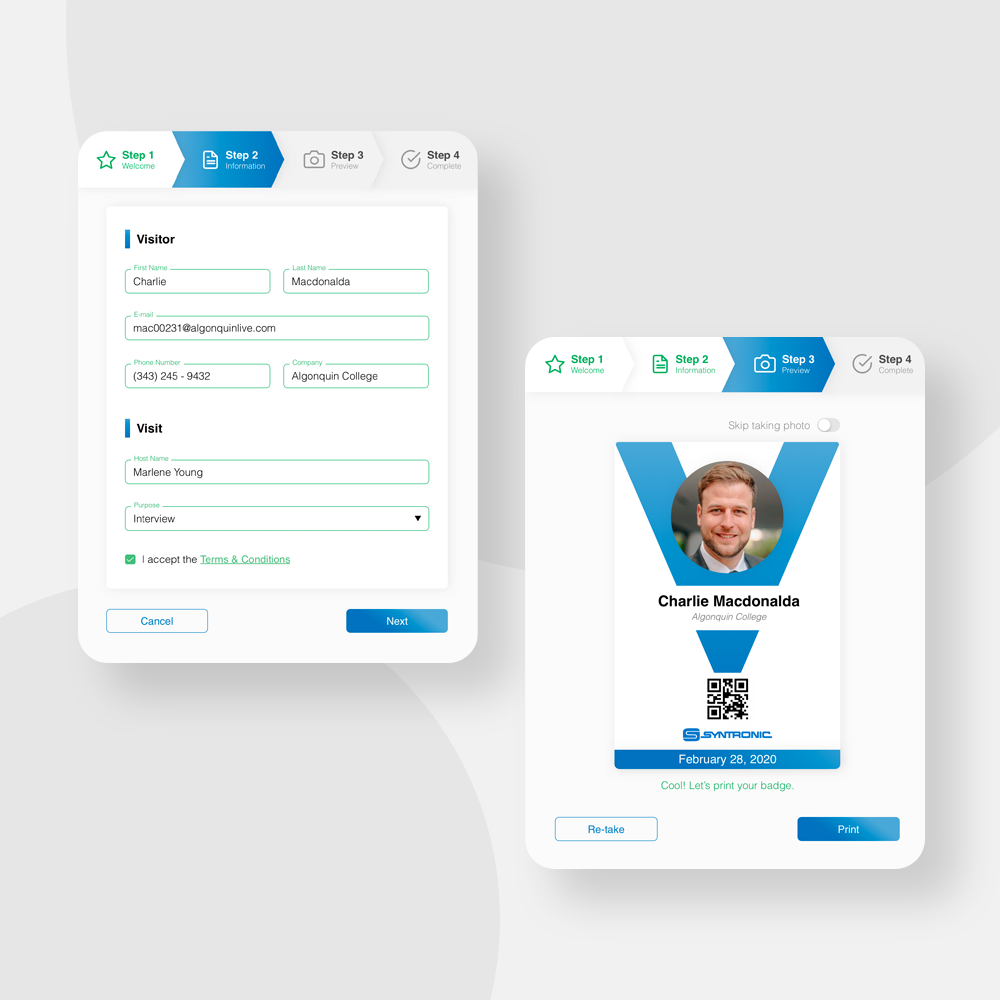 Step 1
Welcome
Step 2
Information
Step 3
Preview
Step 4
Complete
Visitor
First Name
Charlie
Last Name
Macdonalda
E-mail
mac00231@algonquinlive.com
Phone Number
(343) 245 - 9432
Company
Algonquin College
Visit
Host Name
Marlene Young
Purpose
Interview
I accept the Terms & Conditions
Cancel
Next
Step 1
Welcome
Step 2
Information
Step 3
Preview
Step 4
Complete
Skip taking photo
Charlie Macdonalda
Algonquin College
SYNTRONIC
February 28, 2020
Cool! Let's print your badge.
Re-take
Print